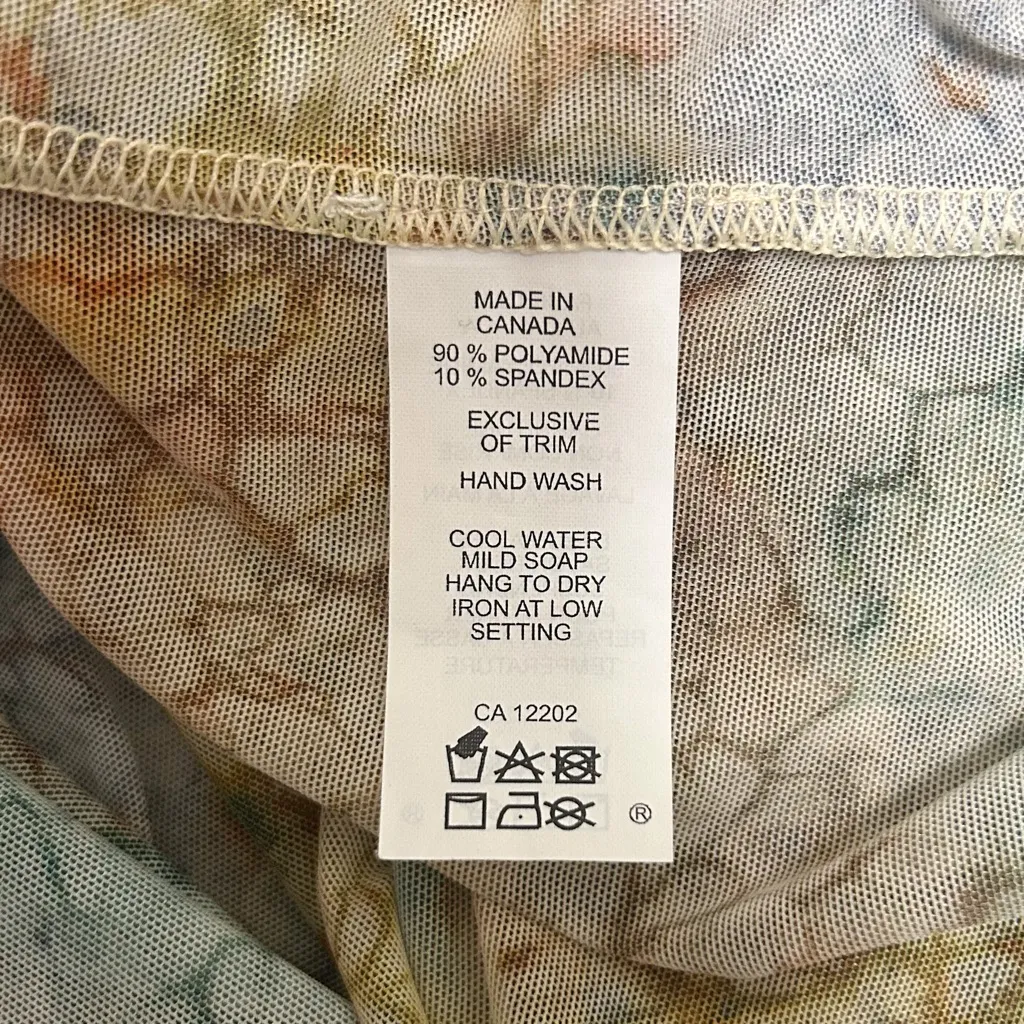 MADE IN
CANADA
90 % POLYAMIDE
10 % SPANDEX
EXCLUSIVE
OF TRIM
HAND WASH
COOL WATER
MILD SOAP
HANG TO DRY
IRON AT LOW
SETTING
CA 12202
®